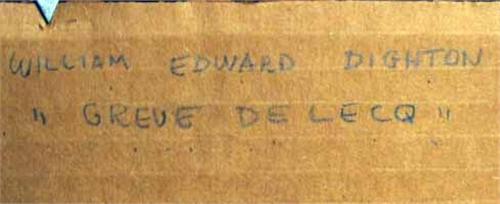 WILLIAM EDWARD DIGHTON
" GREVE DE LECQ "